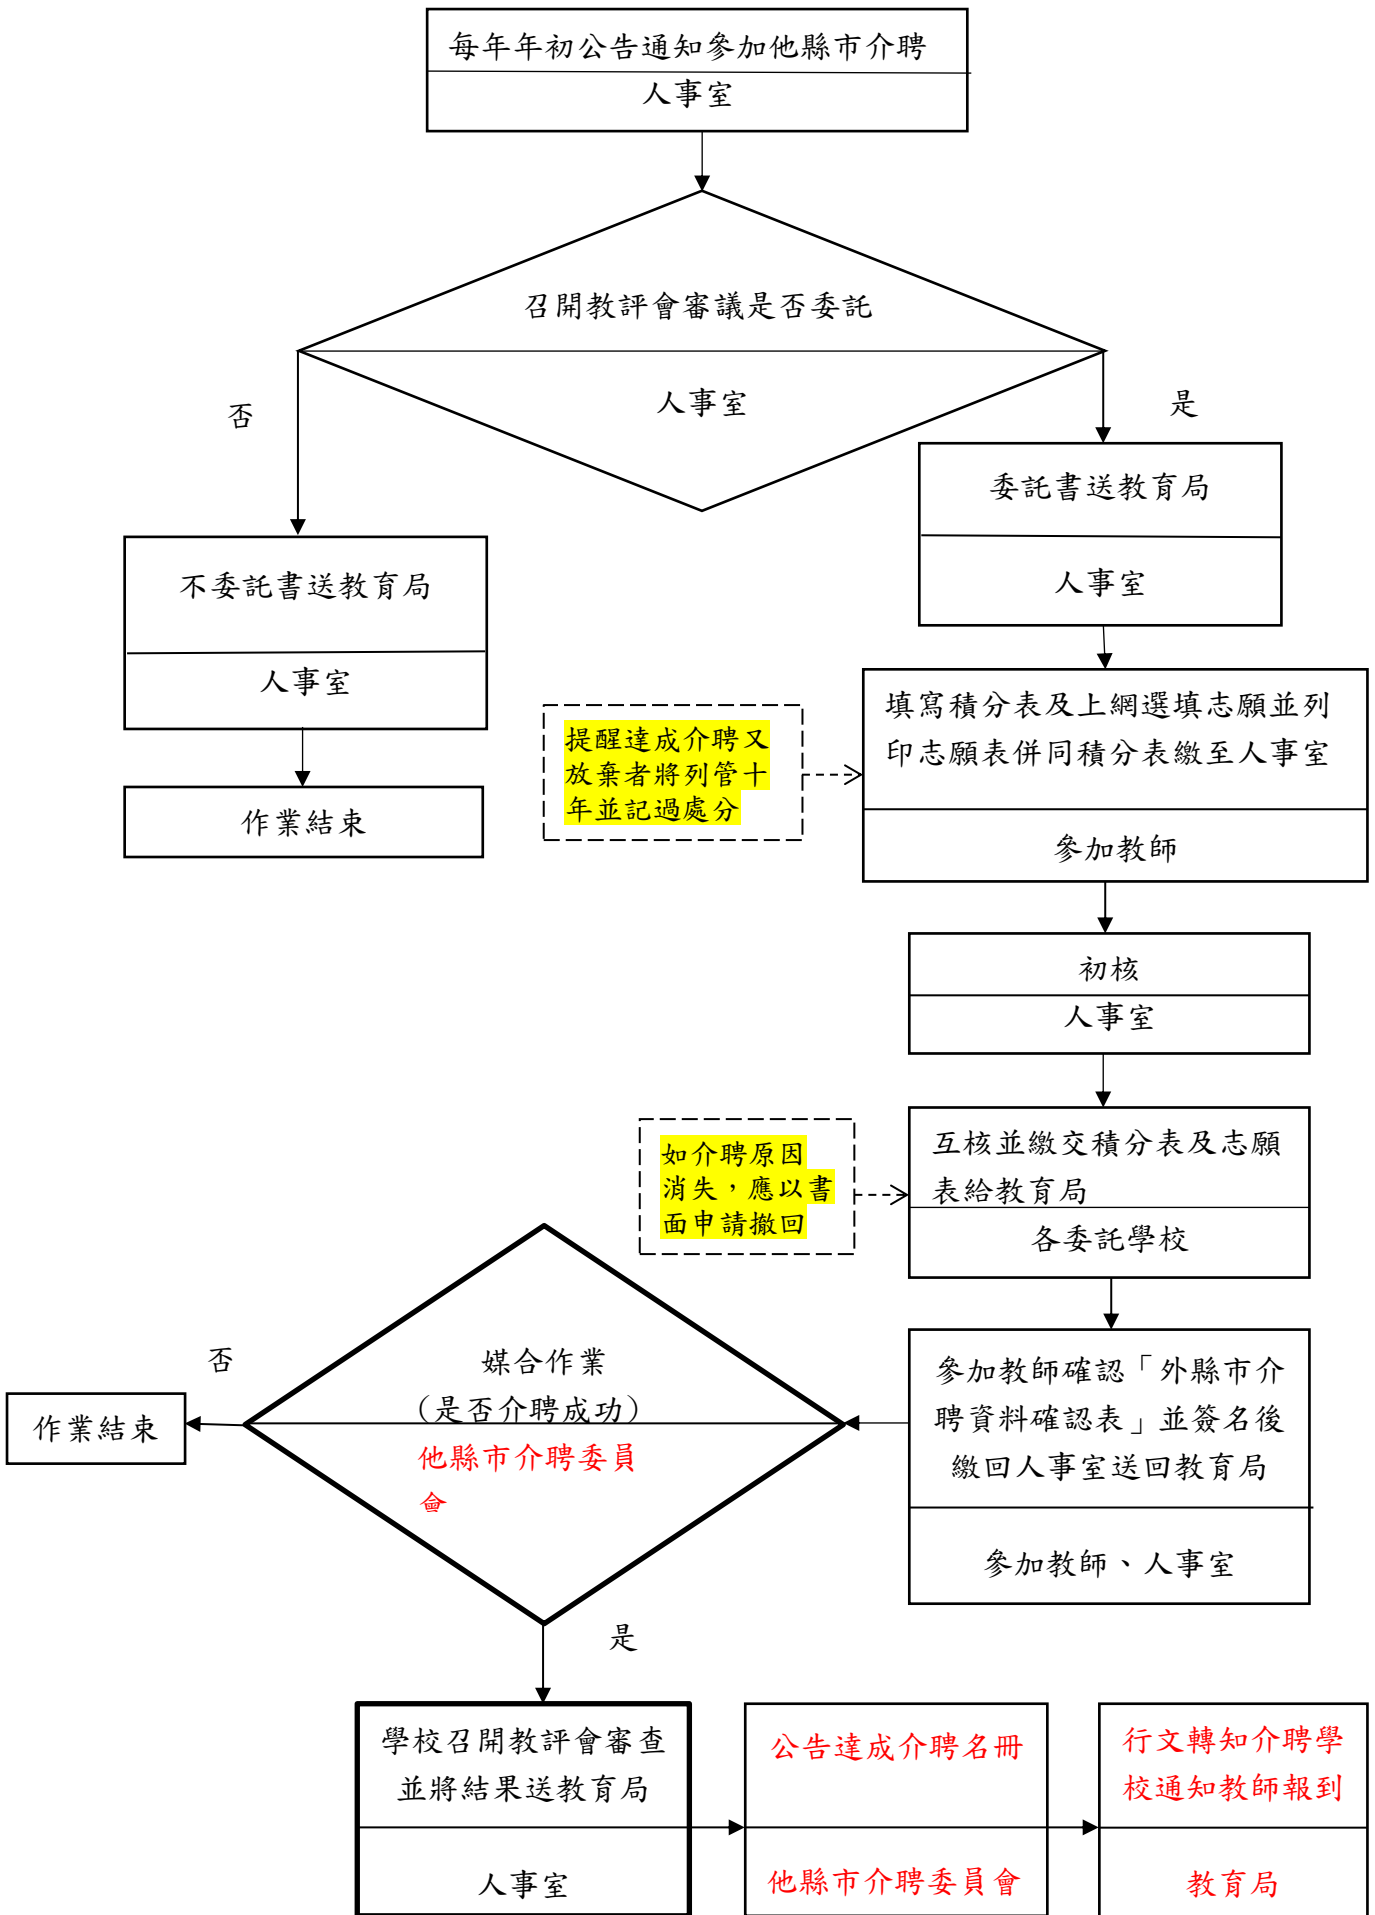 每年年初公告通知參加他縣市介聘
人事室
召開教評會審議是否委託
人事室
否
是
委託書送教育局
人事室
不委託書送教育局
人事室
作業結束
填寫積分表及上網選填志願並列
印志願表併同積分表繳至人事室
參加教師
提醒達成介聘又
放棄者將列管十
年並記過處分
初核
人事室
互核並繳交積分表及志願
表給教育局
各委託學校
如介聘原因
消失，應以書
面申請撤回
參加教師確認「外縣市介
聘資料確認表」並簽名後
繳回人事室送回教育局
參加教師、人事室
媒合作業
(是否介聘成功)
他縣市介聘委員
會
否
作業結束
是
學校召開教評會審查
並將結果送教育局
人事室
公告達成介聘名冊
他縣市介聘委員會
行文轉知介聘學
校通知教師報到
教育局